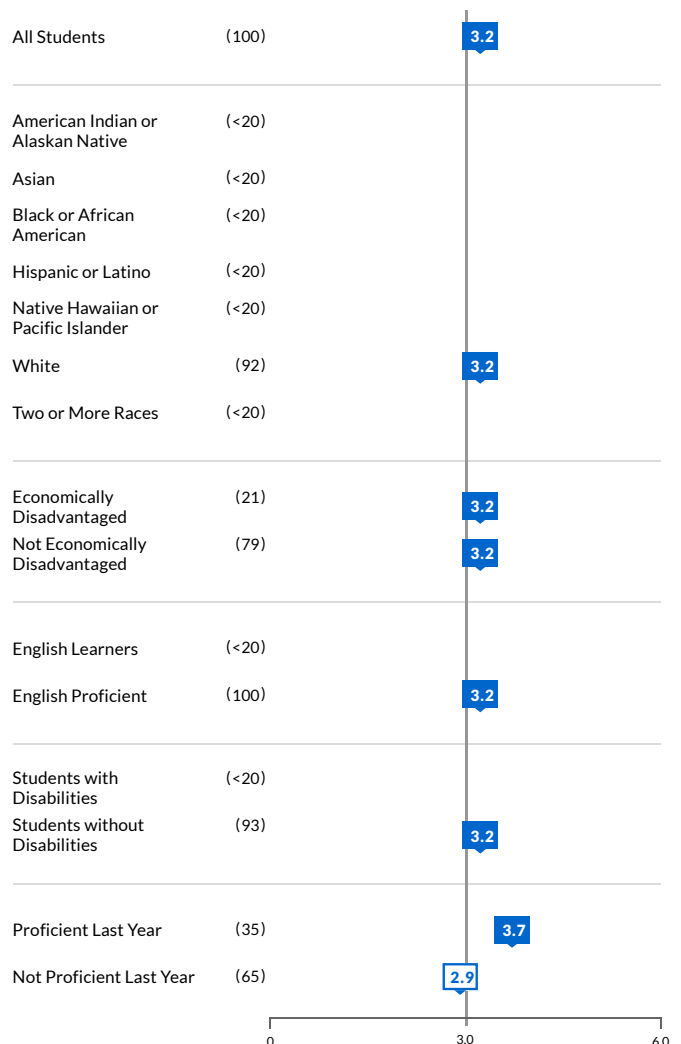 All Students (100) 3.2
American Indian or (<20)
Alaskan Native
Asian (<20)
Black or African (<20)
American
Hispanic or Latino (<20)
Native Hawaiian or (<20)
Pacific Islander
White (92) 3.2
Two or More Races (<20)
Economically (21) 3.2
Disadvantaged
Not Economically (79) 3.2
Disadvantaged
English Learners (<20)
English Proficient (100) 3.2
Students with (<20)
Disabilities
Students without (93) 3.2
Disabilities
Proficient Last Year (35) 3.7
Not Proficient Last Year (65) 2.9
0 3.0 6.0